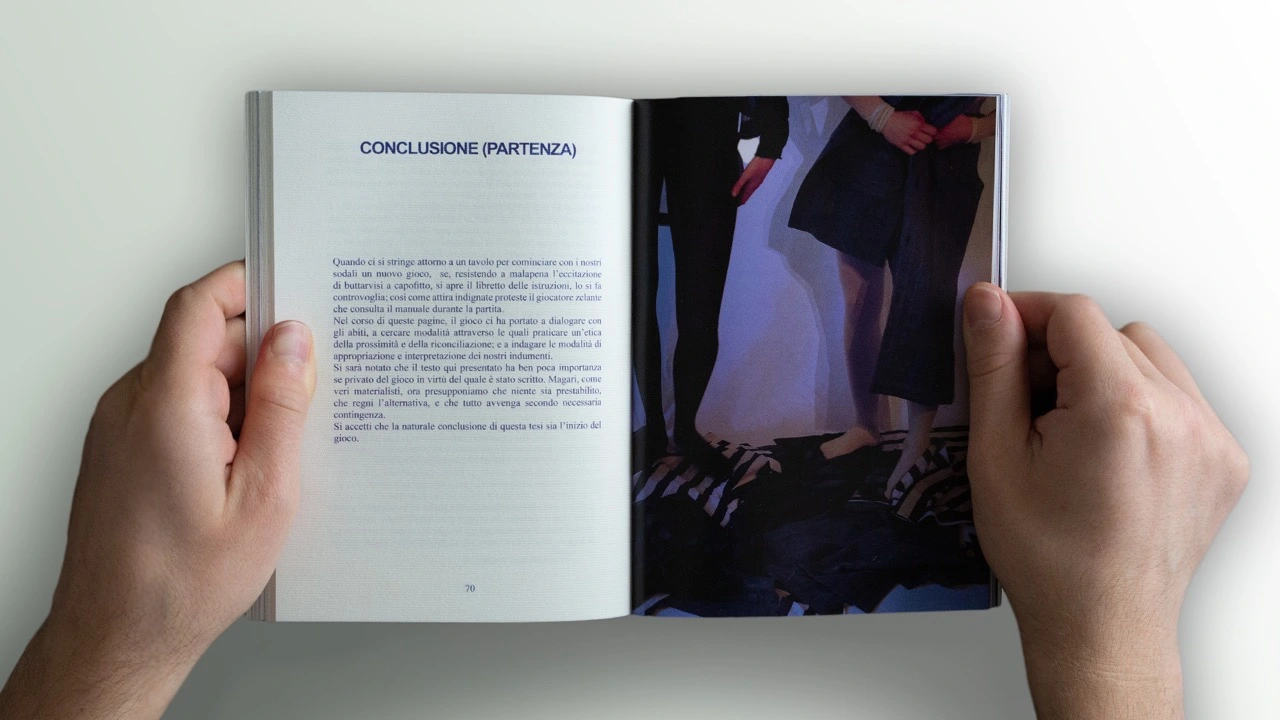 CONCLUSIONE (PARTENZA)
Quando ci si stringe attorno a un tavolo per cominciare con i nostri
sodali un nuovo gioco, se, resistendo a malapena l'eccitazione
di buttarvisi a capofitto, si apre il libretto delle istruzioni, lo si fa
controvoglia; così come attira indignate proteste il giocatore zelante
che consulta il manuale durante la partita.
Nel corso di queste pagine, il gioco ci ha portato a dialogare con
gli abiti, a cercare modalità attraverso le quali praticare un'etica
della prossimità e della riconciliazione; e a indagare le modalità di
appropriazione e interpretazione dei nostri indumenti.
Si sarà notato che il testo qui presentato ha ben poca importanza
se privato del gioco in virtù del quale è stato scritto. Magari, come
veri materialisti, ora presupponiamo che niente sia prestabilito,
che regni l'alternativa, e che tutto avvenga secondo necessaria
contingenza.
Si accetti che la naturale conclusione di questa tesi sia l'inizio del
gioco.
70